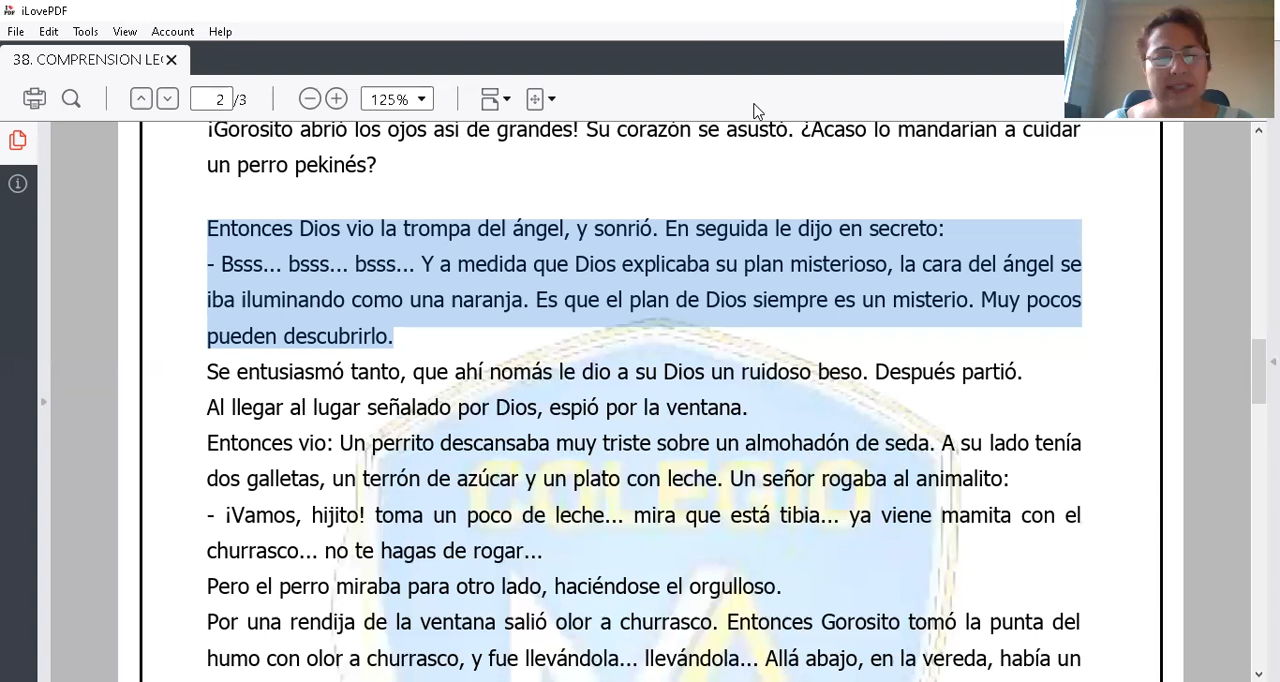 iLovePDF
File Edit Tools View Account Help
38. COMPRENSION LE
2 /3 125%
¡Gorosito abrió los ojos así de grandes! Su corazón se asustó. ¿Acaso lo mandarían a cuidar
un perro pekinés?
Entonces Dios vio la trompa del ángel, y sonrió. En seguida le dijo en secreto:
- Bsss... bsss... bsss... Y a medida que Dios explicaba su plan misterioso, la cara del ángel se
iba iluminando como una naranja. Es que el plan de Dios siempre es un misterio. Muy pocos
pueden descubrirlo.
Se entusiasmó tanto, que ahí nomás le dio a su Dios un ruidoso beso. Después partió.
Al llegar al lugar señalado por Dios, espió por la ventana.
Entonces vio: Un perrito descansaba muy triste sobre un almohadón de seda. A su lado tenía
dos galletas, un terrón de azúcar y un plato con leche. Un señor rogaba al animalito:
COLEGIO
- ¡Vamos, hijito! toma un poco de leche... mira que está tibia... ya viene mamita con el
churrasco... no te hagas de rogar...
Pero el perro miraba para otro lado, haciéndose el orgulloso.
Por una rendija de la ventana salió olor a churrasco. Entonces Gorosito tomó la punta del
humo con olor a churrasco, y fue llevándola... llevándola... Allá abajo, en la vereda, había un